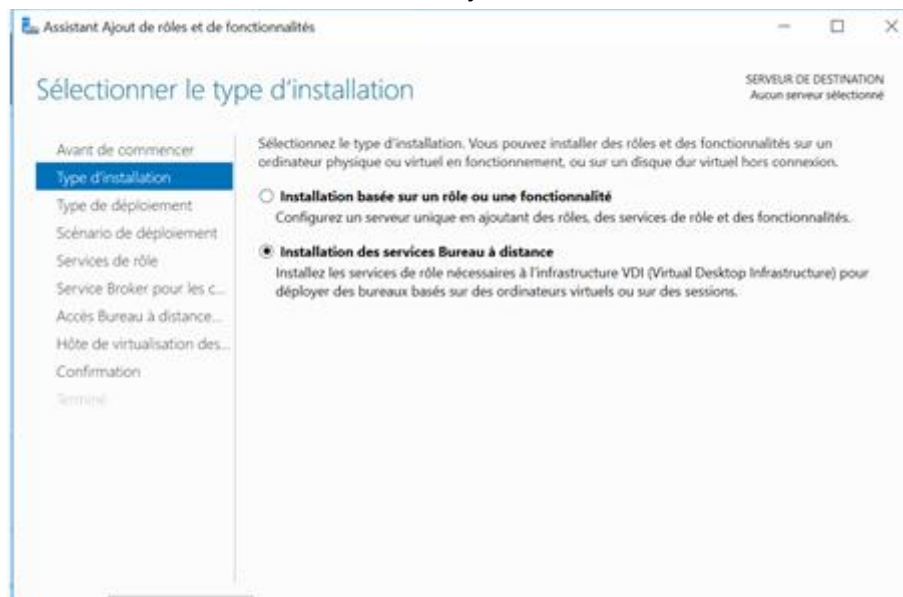 Assistant Ajout de rôles et de fonctionnalités
Sélectionner le type d'installation
SERVEUR DE DESTINATION
Aucun serveur sélectionné
Avant de commencer
Type d'installation
Type de déploiement
Scénario de déploiement
Services de rôle
Service Broker pour les c...
Accès Bureau à distance...
Hôte de virtualisation des...
Confirmation
Terminé
Sélectionnez le type d'installation. Vous pouvez installer des rôles et des fonctionnalités sur un
ordinateur physique ou virtuel en fonctionnement, ou sur un disque dur virtuel hors connexion.
Installation basée sur un rôle ou une fonctionnalité
Configurez un serveur unique en ajoutant des rôles, des services de rôle et des fonctionnalités.
Installation des services Bureau à distance
Installez les services de rôle nécessaires à l'infrastructure VDI (Virtual Desktop Infrastructure) pour
déployer des bureaux basés sur des ordinateurs virtuels ou sur des sessions.